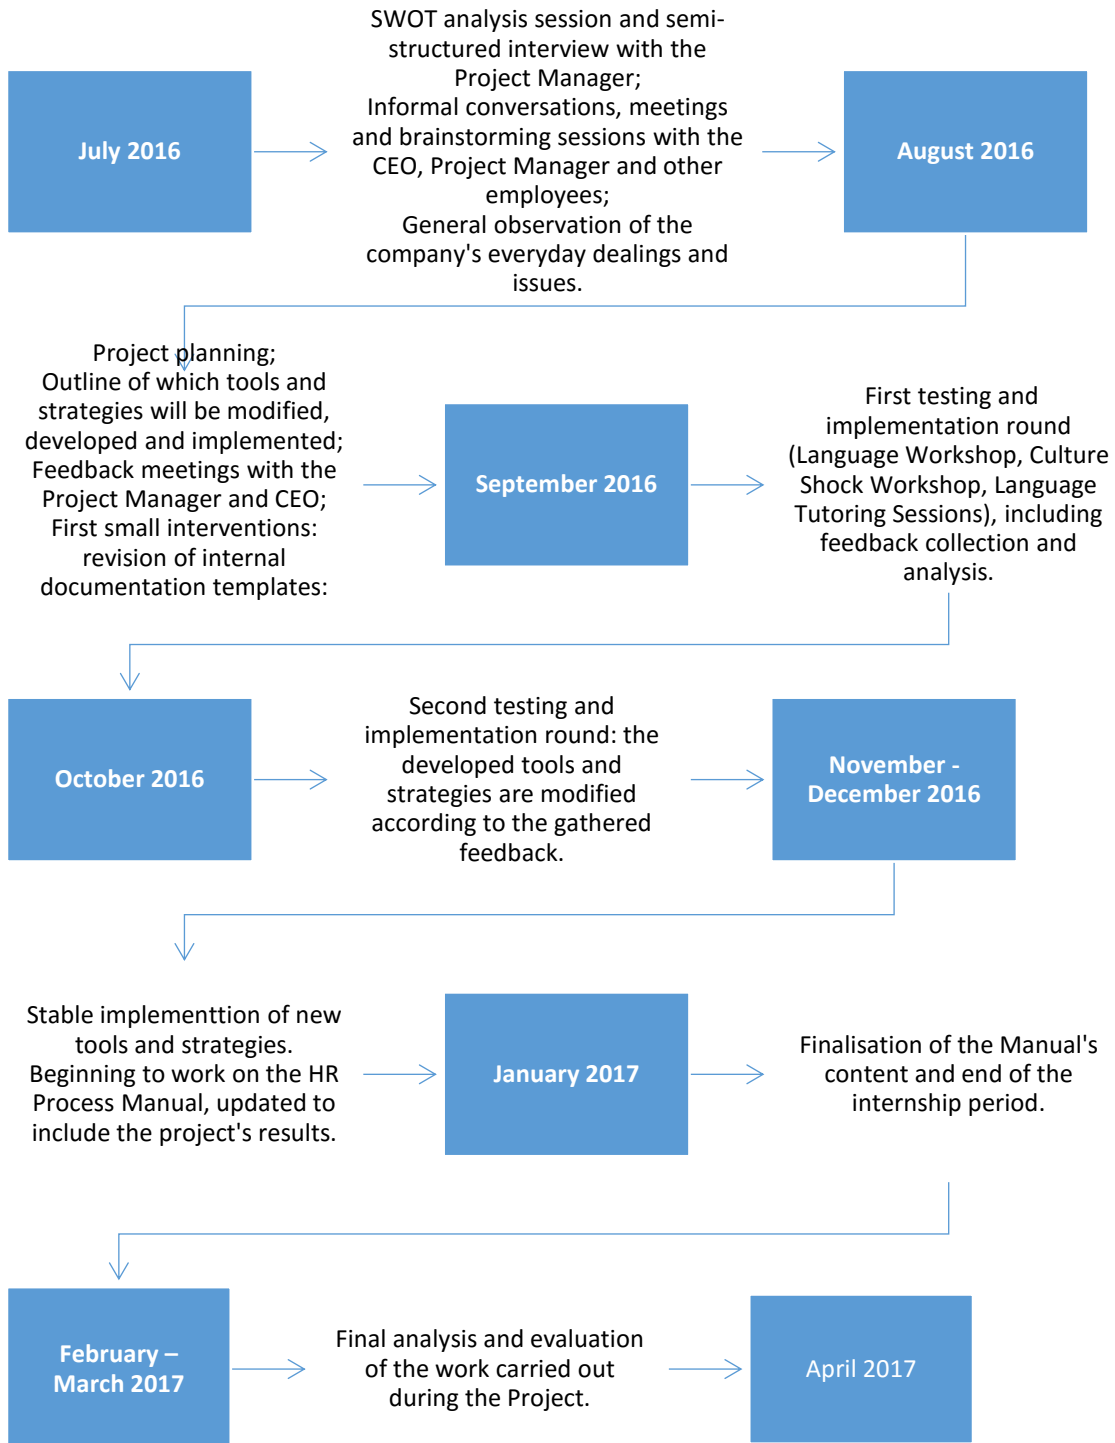 July 2016
SWOT analysis session and semi-
structured interview with the
Project Manager;
Informal conversations, meetings
and brainstorming sessions with the
CEO, Project Manager and other
employees;
General observation of the
company's everyday dealings and
issues.
August 2016
Project planning;
Outline of which tools and
strategies will be modified,
developed and implemented;
Feedback meetings with the
Project Manager and CEO;
First small interventions:
revision of internal
documentation templates:
September 2016
First testing and
implementation round
(Language Workshop, Culture
Shock Workshop, Language
Tutoring Sessions), including
feedback collection and
analysis.
October 2016
Second testing and
implementation round: the
developed tools and
strategies are modified
according to the gathered
feedback.
November -
December 2016
Stable implementtion of new
tools and strategies.
Beginning to work on the HR
Process Manual, updated to
include the project's results.
January 2017
Finalisation of the Manual's
content and end of the
internship period.
February –
March 2017
Final analysis and evaluation
of the work carried out
during the Project.
April 2017